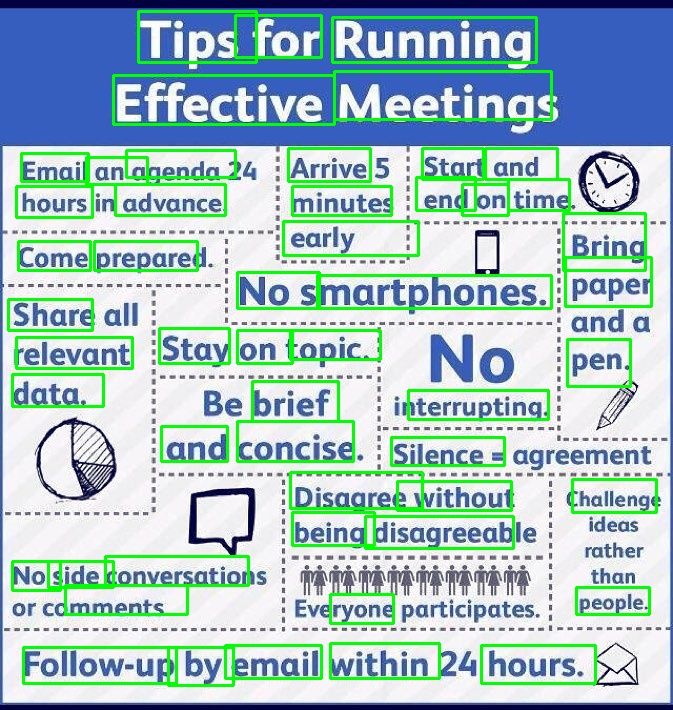 Tips for Running
Effective Meetings
Email an agenda 24
hours in advance.
Arrive 5
minutes
early
Start and
end on time.
Come prepared.
No smartphones.
Bring
paper
and a
pen.
Share all
relevant
data.
Stay on topic.
No
interrupting.
Be brief
and concise.
Silence = agreement
Disagree without
being disagreeable
Challenge
ideas
rather
than
people.
No side conversations
or comments
Everyone participates.
Follow-up by email within 24 hours.